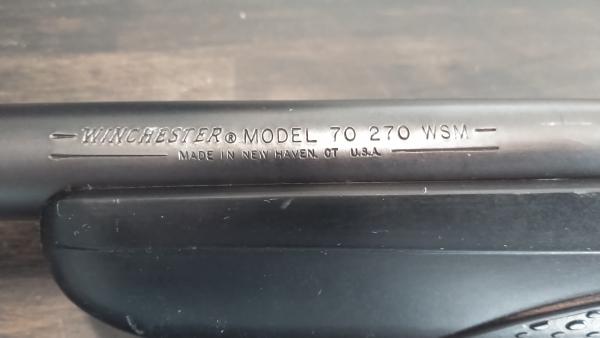 WINCHESTER® MODEL 70 270 WSM
MADE IN NEW HAVEN, CT U.S.A.